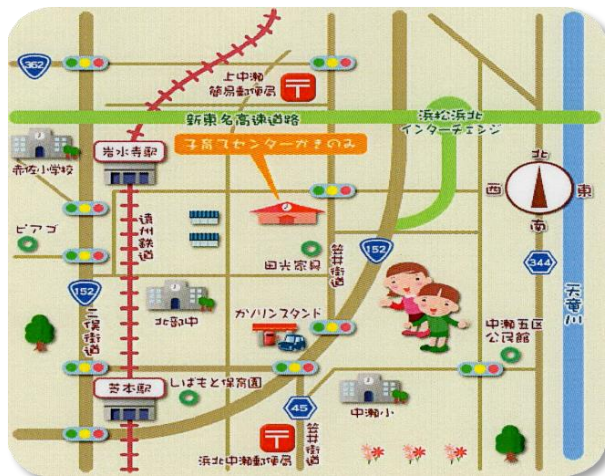 362
上中瀬
簡易郵便局
新東名高速道路
浜松浜北
インターチェンジ
子育てセンターかきのみ
岩水寺駅
赤佐小学校
北
西
東
南
ピアゴ
遠州鉄道
田光家具
笠井街道
152
344
天竜川
152
二俣街道
北部中
ガソリンスタンド
中瀬五区
公民館
芝本駅
しばもと保育園
45
笠井街道
中瀬小
浜北中瀬郵便局